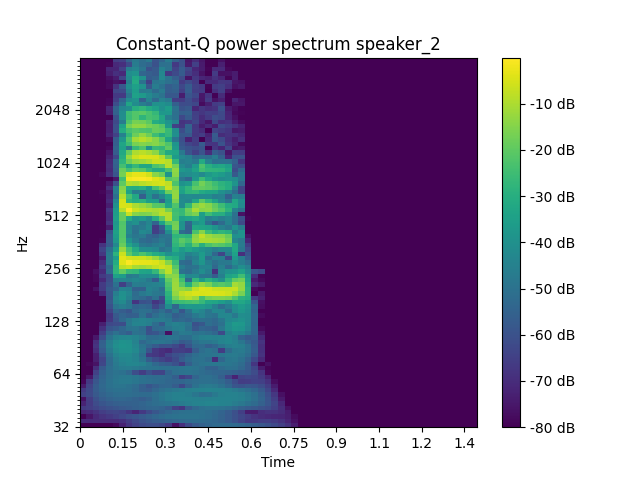 Constant-Q power spectrum speaker_2
Hz
2048
1024
512
256
128
64
32
0 0.15 0.3 0.45 0.6 0.75 0.9 1.1 1.2 1.4
Time
-10 dB
-20 dB
-30 dB
-40 dB
-50 dB
-60 dB
-70 dB
-80 dB